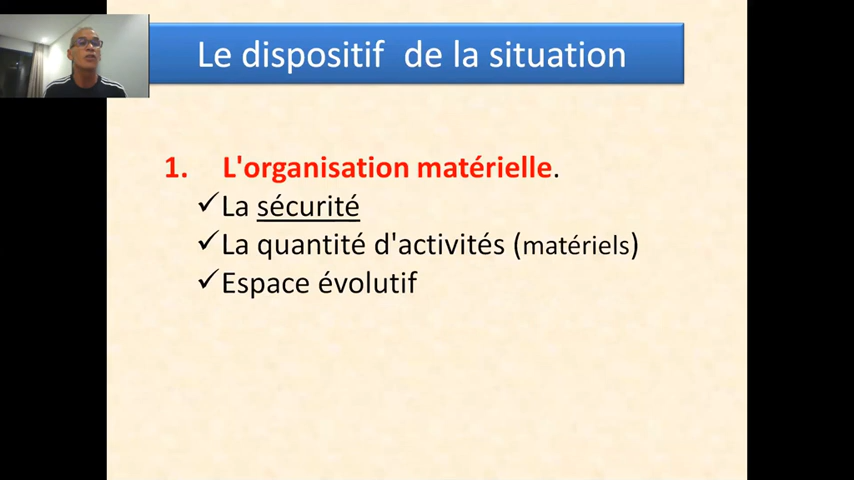 Le dispositif de la situation
1. L'organisation matérielle.
✓La sécurité
✓La quantité d'activités (matériels)
✓Espace évolutif